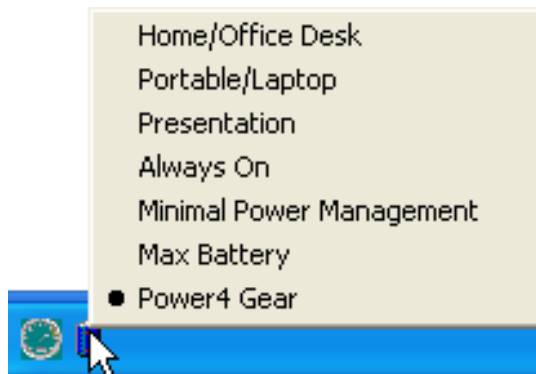 Home/Office Desk
Portable/Laptop
Presentation
Always On
Minimal Power Management
Max Battery
Power4 Gear